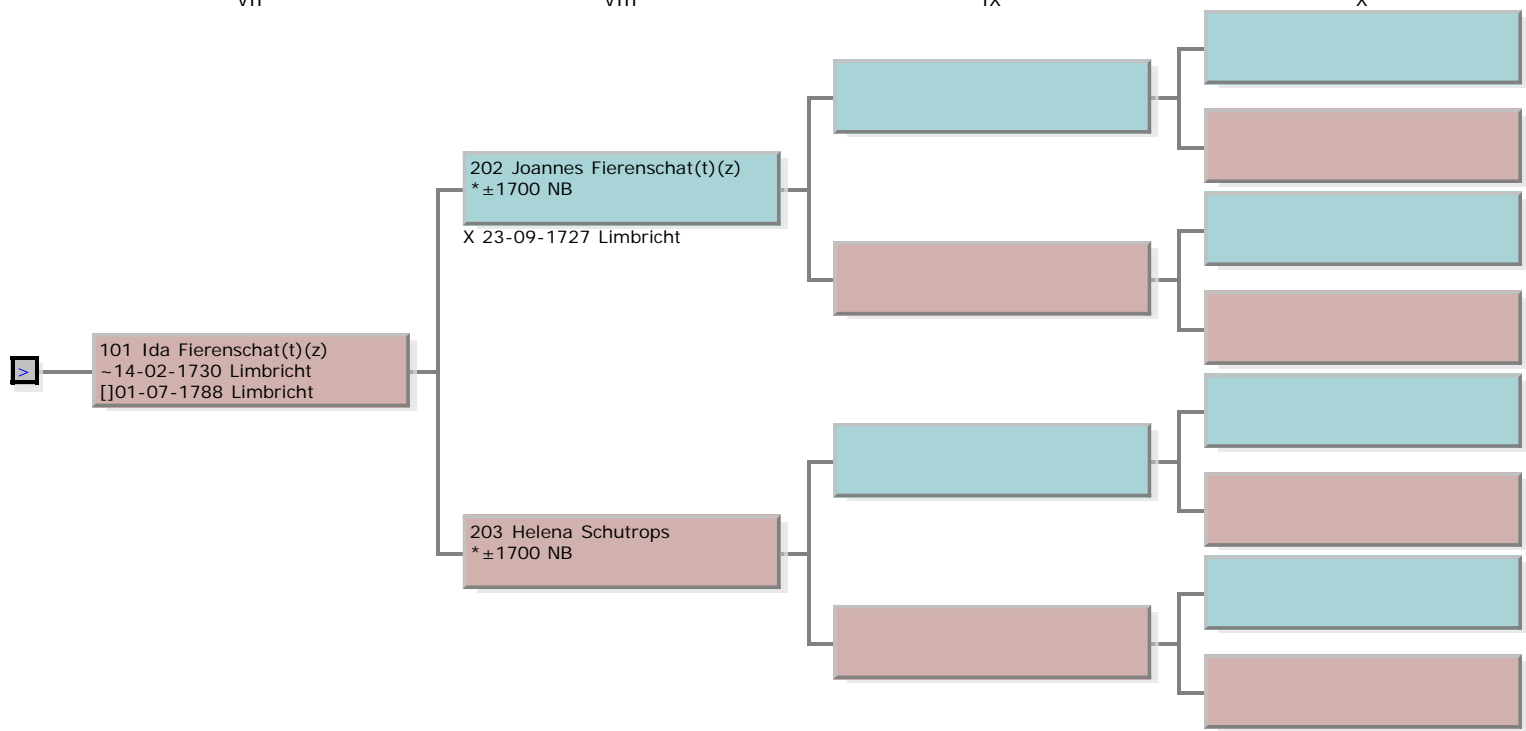 VII VIII IX X
202 Joannes Fierenschat(t)(z)
*±1700 NB
X 23-09-1727 Limbricht
101 Ida Fierenschat(t)(z)
~14-02-1730 Limbricht
[]01-07-1788 Limbricht
>
203 Helena Schutrops
*±1700 NB